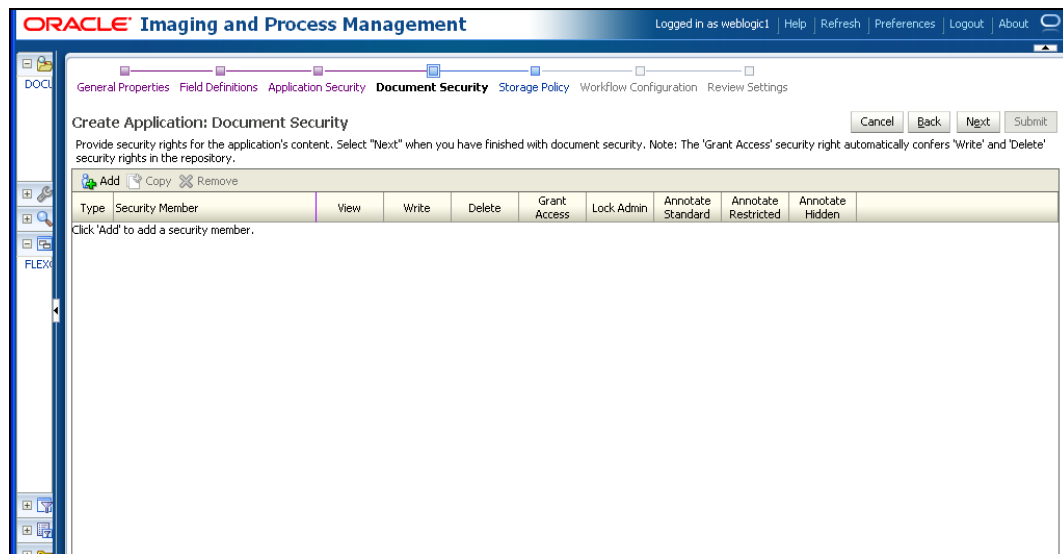 ORACLE Imaging and Process Management
Logged in as weblogic1 | Help | Refresh | Preferences | Logout | About
DOCU
General Properties Field Definitions Application Security Document Security Storage Policy Workflow Configuration Review Settings
Create Application: Document Security
Cancel Back Next Submit
Provide security rights for the application's content. Select "Next" when you have finished with document security. Note: The 'Grant Access' security right automatically confers 'Write' and 'Delete'
security rights in the repository.
Add Copy Remove
Type Security Member View Write Delete Grant Access Lock Admin Annotate Standard Annotate Restricted Annotate Hidden
Click 'Add' to add a security member.
FLEXC